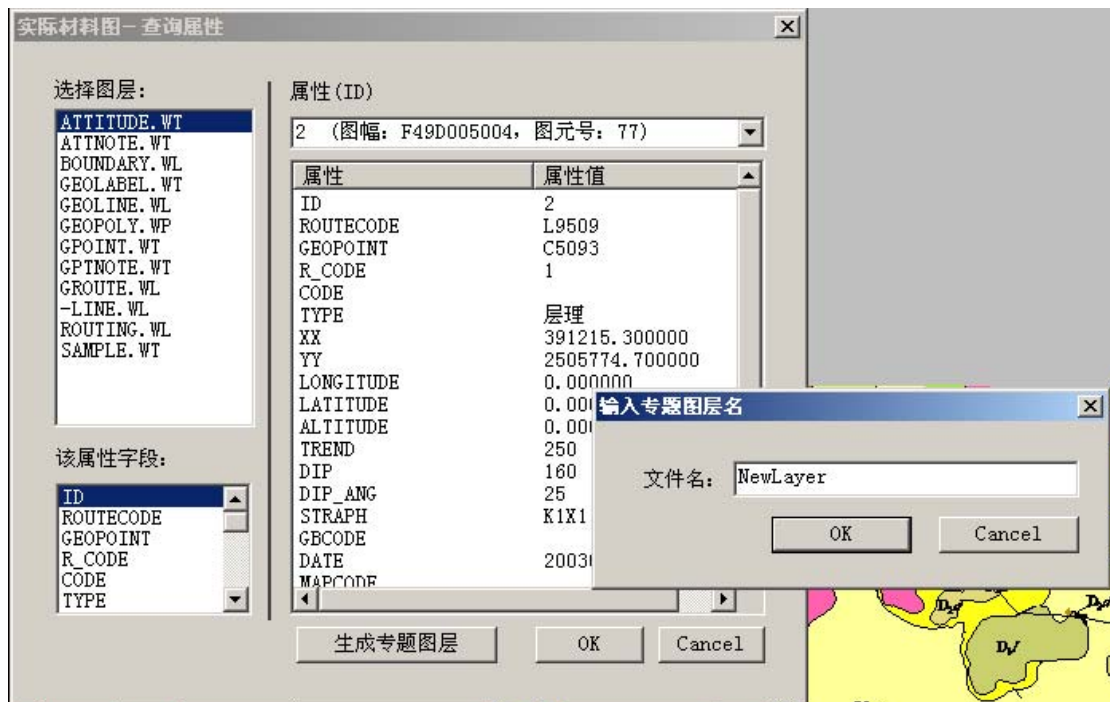 实际材料图－查询属性
选择图层:
ATTITUDE.WT
ATTNOTE.WT
BOUNDARY.WL
GEOLABEL.WT
GEOLINE.WL
GEOPOLY.WP
GPOINT.WT
GPTNOTE.WT
GROUTE.WL
-LINE.WL
ROUTING.WL
SAMPLE.WT
该属性字段:
ID
ROUTECODE
GEOPOINT
R_CODE
CODE
TYPE
属性(ID)
2 (图幅: F49D005004, 图元号: 77)
属性 属性值
ID 2
ROUTECODE L9509
GEOPOINT C5093
R_CODE 1
CODE
TYPE 层理
XX 391215.300000
YY 2505774.700000
LONGITUDE 0.000000
LATITUDE 0.00
ALTITUDE 0.00
TREND 250
DIP 160
DIP_ANG 25
STRAPH K1X1
GBCODE
DATE 2003
MAPCODE
生成专题图层 OK Cancel
输入专题图层名
文件名: NewLayer
OK Cancel